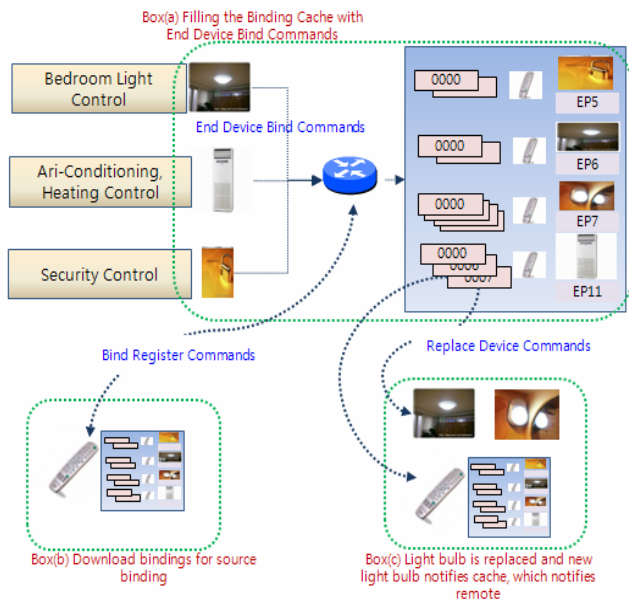 Box(a) Filling the Binding Cache with
End Device Bind Commands
Bedroom Light
Control
End Device Bind Commands
Ari-Conditioning,
Heating Control
Security Control
0000
EP5
0000
EP6
0000
EP7
0000
0006
0007
EP11
Bind Register Commands
Replace Device Commands
Box(b) Download bindings for source
binding
Box(c) Light bulb is replaced and new
light bulb notifies cache, which notifies
remote